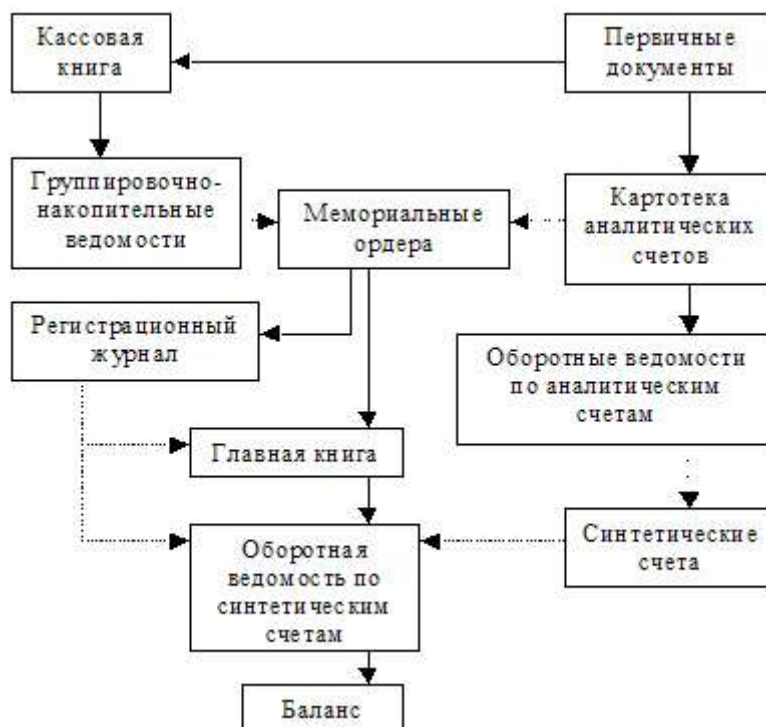 Кассовая
книга
Первичные
документы
Группировочно-
накопительные
ведомости
Мемориальные
ордера
Картотека
аналитических
счетов
Регистрационный
журнал
Оборотные ведомости
по аналитическим
счетам
Главная книга
Синтетические
счета
Оборотная
ведомость по
синтетическим
счетам
Баланс